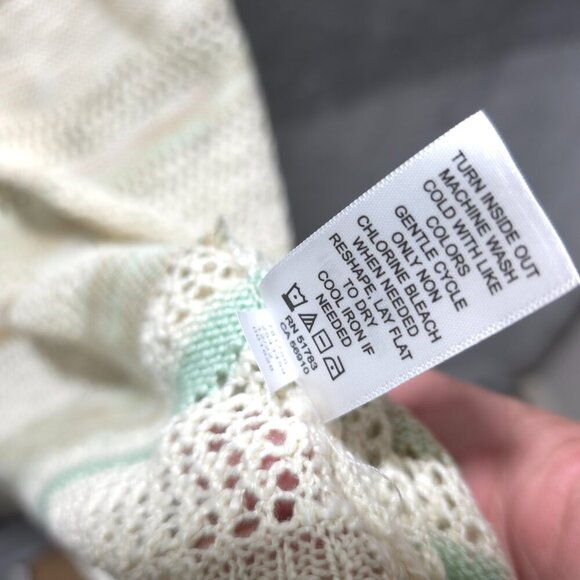 TURN INSIDE OUT
MACHINE WASH
COLD WITH LIKE
COLORS
GENTLE CYCLE
ONLY NON
CHLORINE BLEACH
WHEN NEEDED
RESHAPE, LAY FLAT
TO DRY
COOL IRON IF
NEEDED
RN 51783
CA 56910